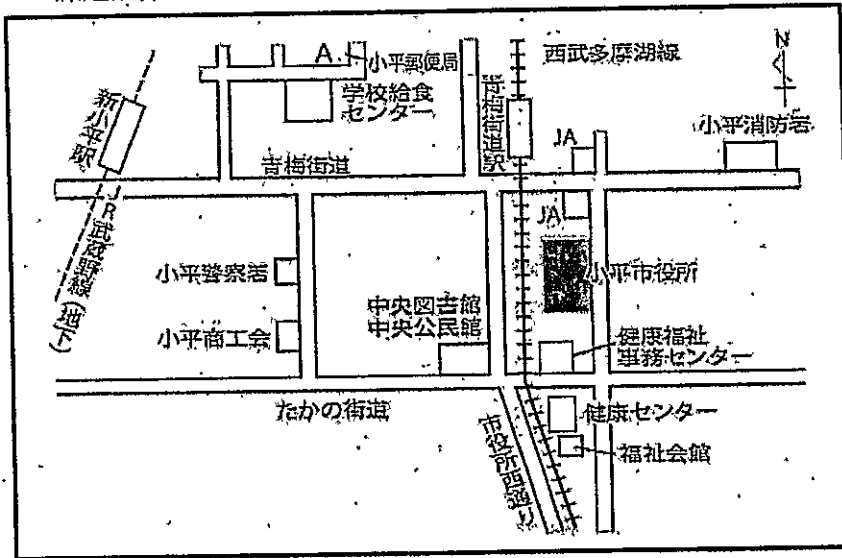 西武多摩湖線
N
A
小平郵便局
学校給食
センター
新小平駅
青梅街道駅
小平消防署
JA
青梅街道
JR武蔵野線(地下)
JA
小平警察署
小平市役所
中央図書館
中央公民館
小平商工会
健康福祉
事務センター
たかの街道
健康センター
市役所西通り
福祉会館